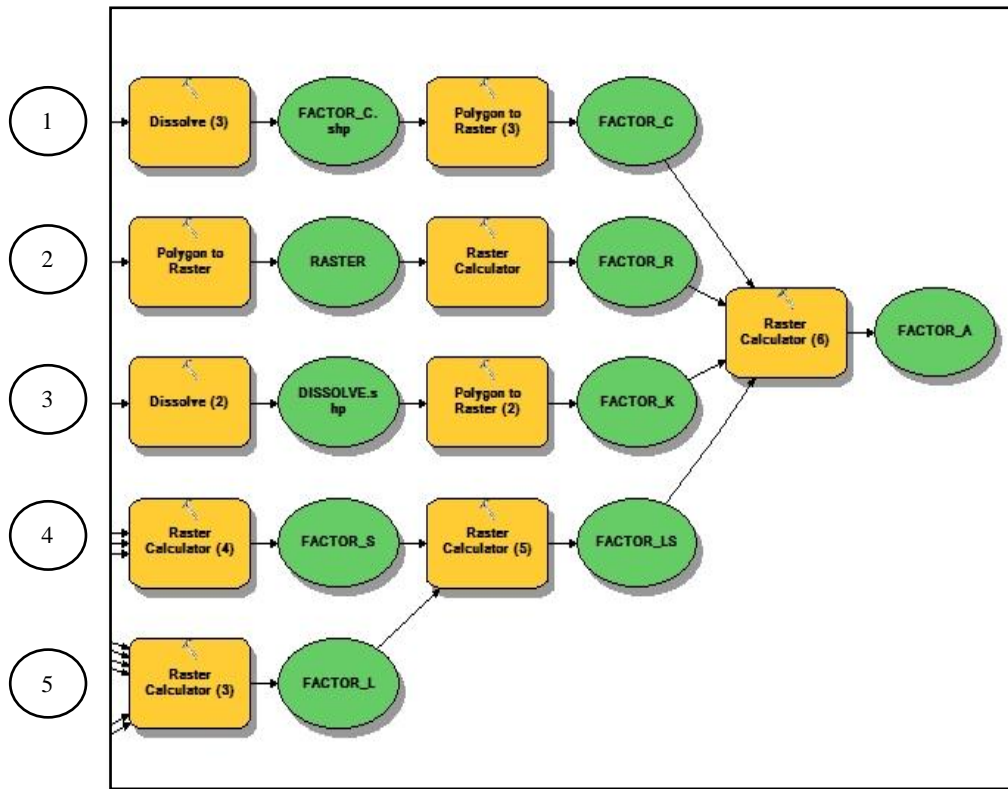 1
Dissolve (3)
FACTOR_C.
shp
Polygon to
Raster (3)
FACTOR_C
2
Polygon to
Raster
RASTER
Raster
Calculator
FACTOR_R
Raster
Calculator (6)
FACTOR_A
3
Dissolve (2)
DISSOLVE.s
hp
Polygon to
Raster (2)
FACTOR_K
4
Raster
Calculator (4)
FACTOR_S
Raster
Calculator (5)
FACTOR_LS
5
Raster
Calculator (3)
FACTOR_L